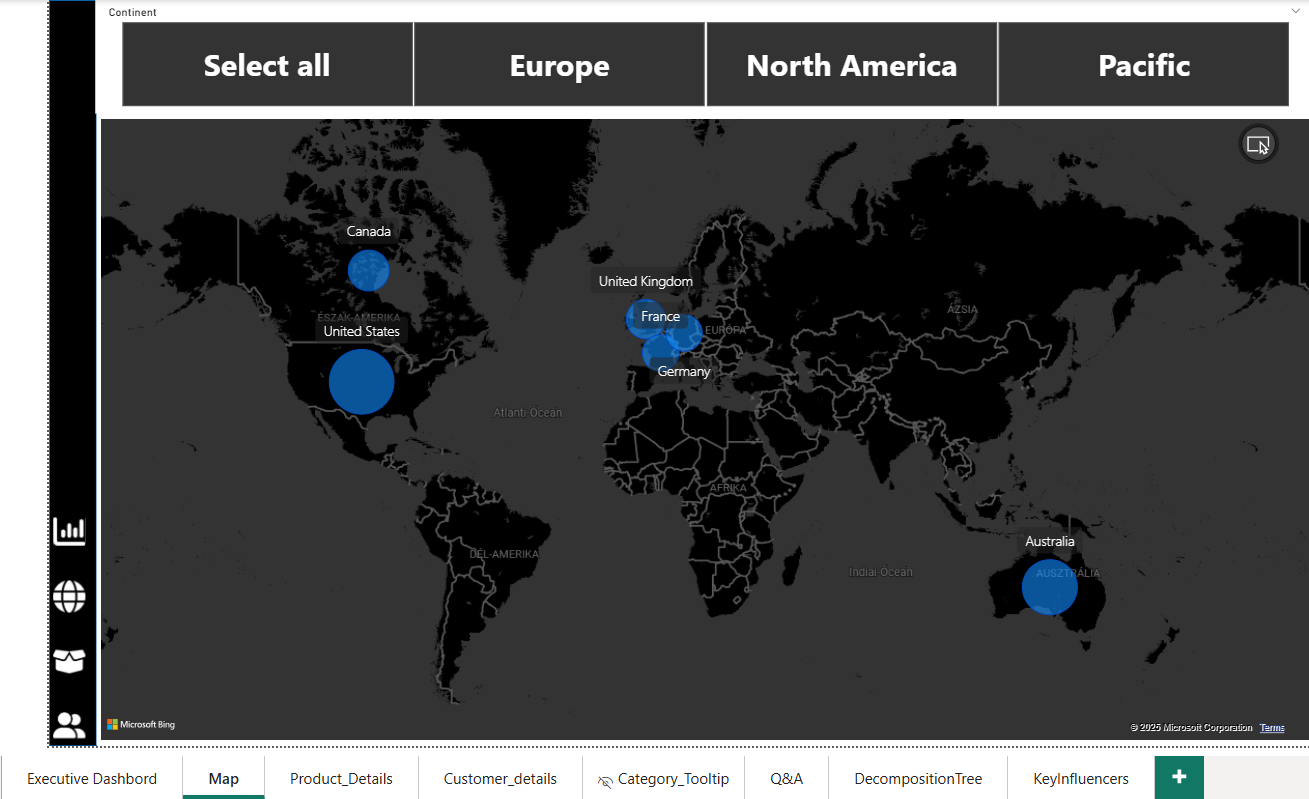 Continent
Select all Europe North America Pacific
Canada
United Kingdom
ÉSZAK-AMERIKA
United States
France
EURÓPA
ÁZSIA
Germany
Atlanti-Óceán
AFRIKA
DÉL-AMERIKA
Australia
Indiai-Óceán
AUSZTRÁLIA
Microsoft Bing
© 2025 Microsoft Corporation Terms
Executive Dashbord Map Product_Details Customer_details Category_Tooltip Q&A DecompositionTree KeyInfluencers +